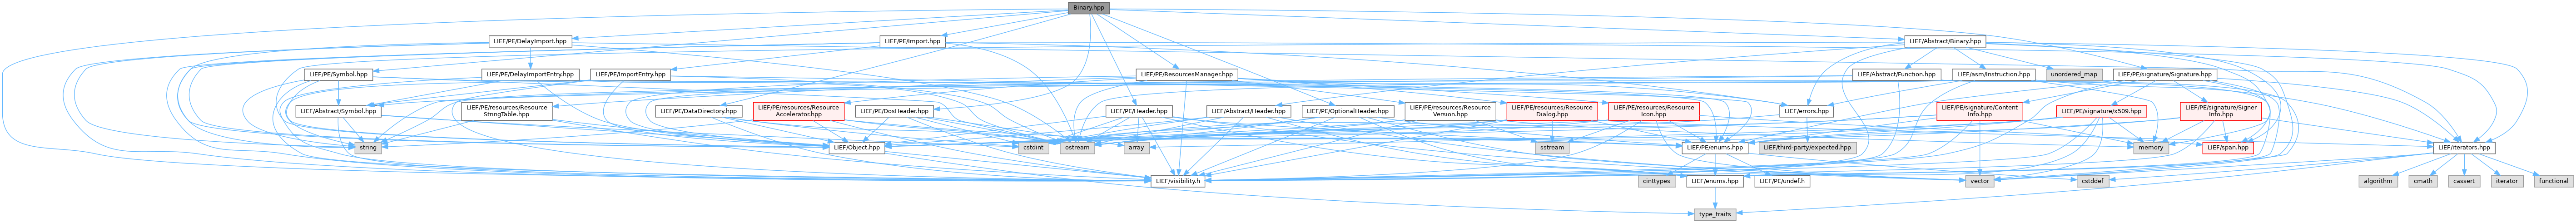 Binary.hpp
LIEF/PE/DelayImport.hpp
LIEF/PE/Import.hpp
LIEF/Abstract/Binary.hpp
LIEF/PE/Symbol.hpp
LIEF/PE/DelayImportEntry.hpp
LIEF/PE/ImportEntry.hpp
LIEF/PE/ResourcesManager.hpp
LIEF/Abstract/Function.hpp
LIEF/asm/Instruction.hpp
unordered_map
LIEF/PE/signature/Signature.hpp
LIEF/Abstract/Symbol.hpp
LIEF/PE/resources/Resource
StringTable.hpp
LIEF/PE/DataDirectory.hpp
LIEF/PE/resources/Resource
Accelerator.hpp
LIEF/PE/DosHeader.hpp
LIEF/PE/Header.hpp
LIEF/Abstract/Header.hpp
LIEF/PE/OptionalHeader.hpp
LIEF/PE/resources/Resource
Version.hpp
LIEF/PE/resources/Resource
Dialog.hpp
LIEF/PE/resources/Resource
Icon.hpp
LIEF/errors.hpp
LIEF/PE/signature/Content
Info.hpp
LIEF/PE/signature/x509.hpp
LIEF/PE/signature/Signer
Info.hpp
string
LIEF/Object.hpp
cstdint
ostream
array
sstream
LIEF/PE/enums.hpp
LIEF/third-party/expected.hpp
memory
LIEF/span.hpp
LIEF/iterators.hpp
LIEF/visibility.h
cinttypes
LIEF/enums.hpp
LIEF/PE/undef.h
vector
cstddef
algorithm
cmath
cassert
iterator
functional
type_traits